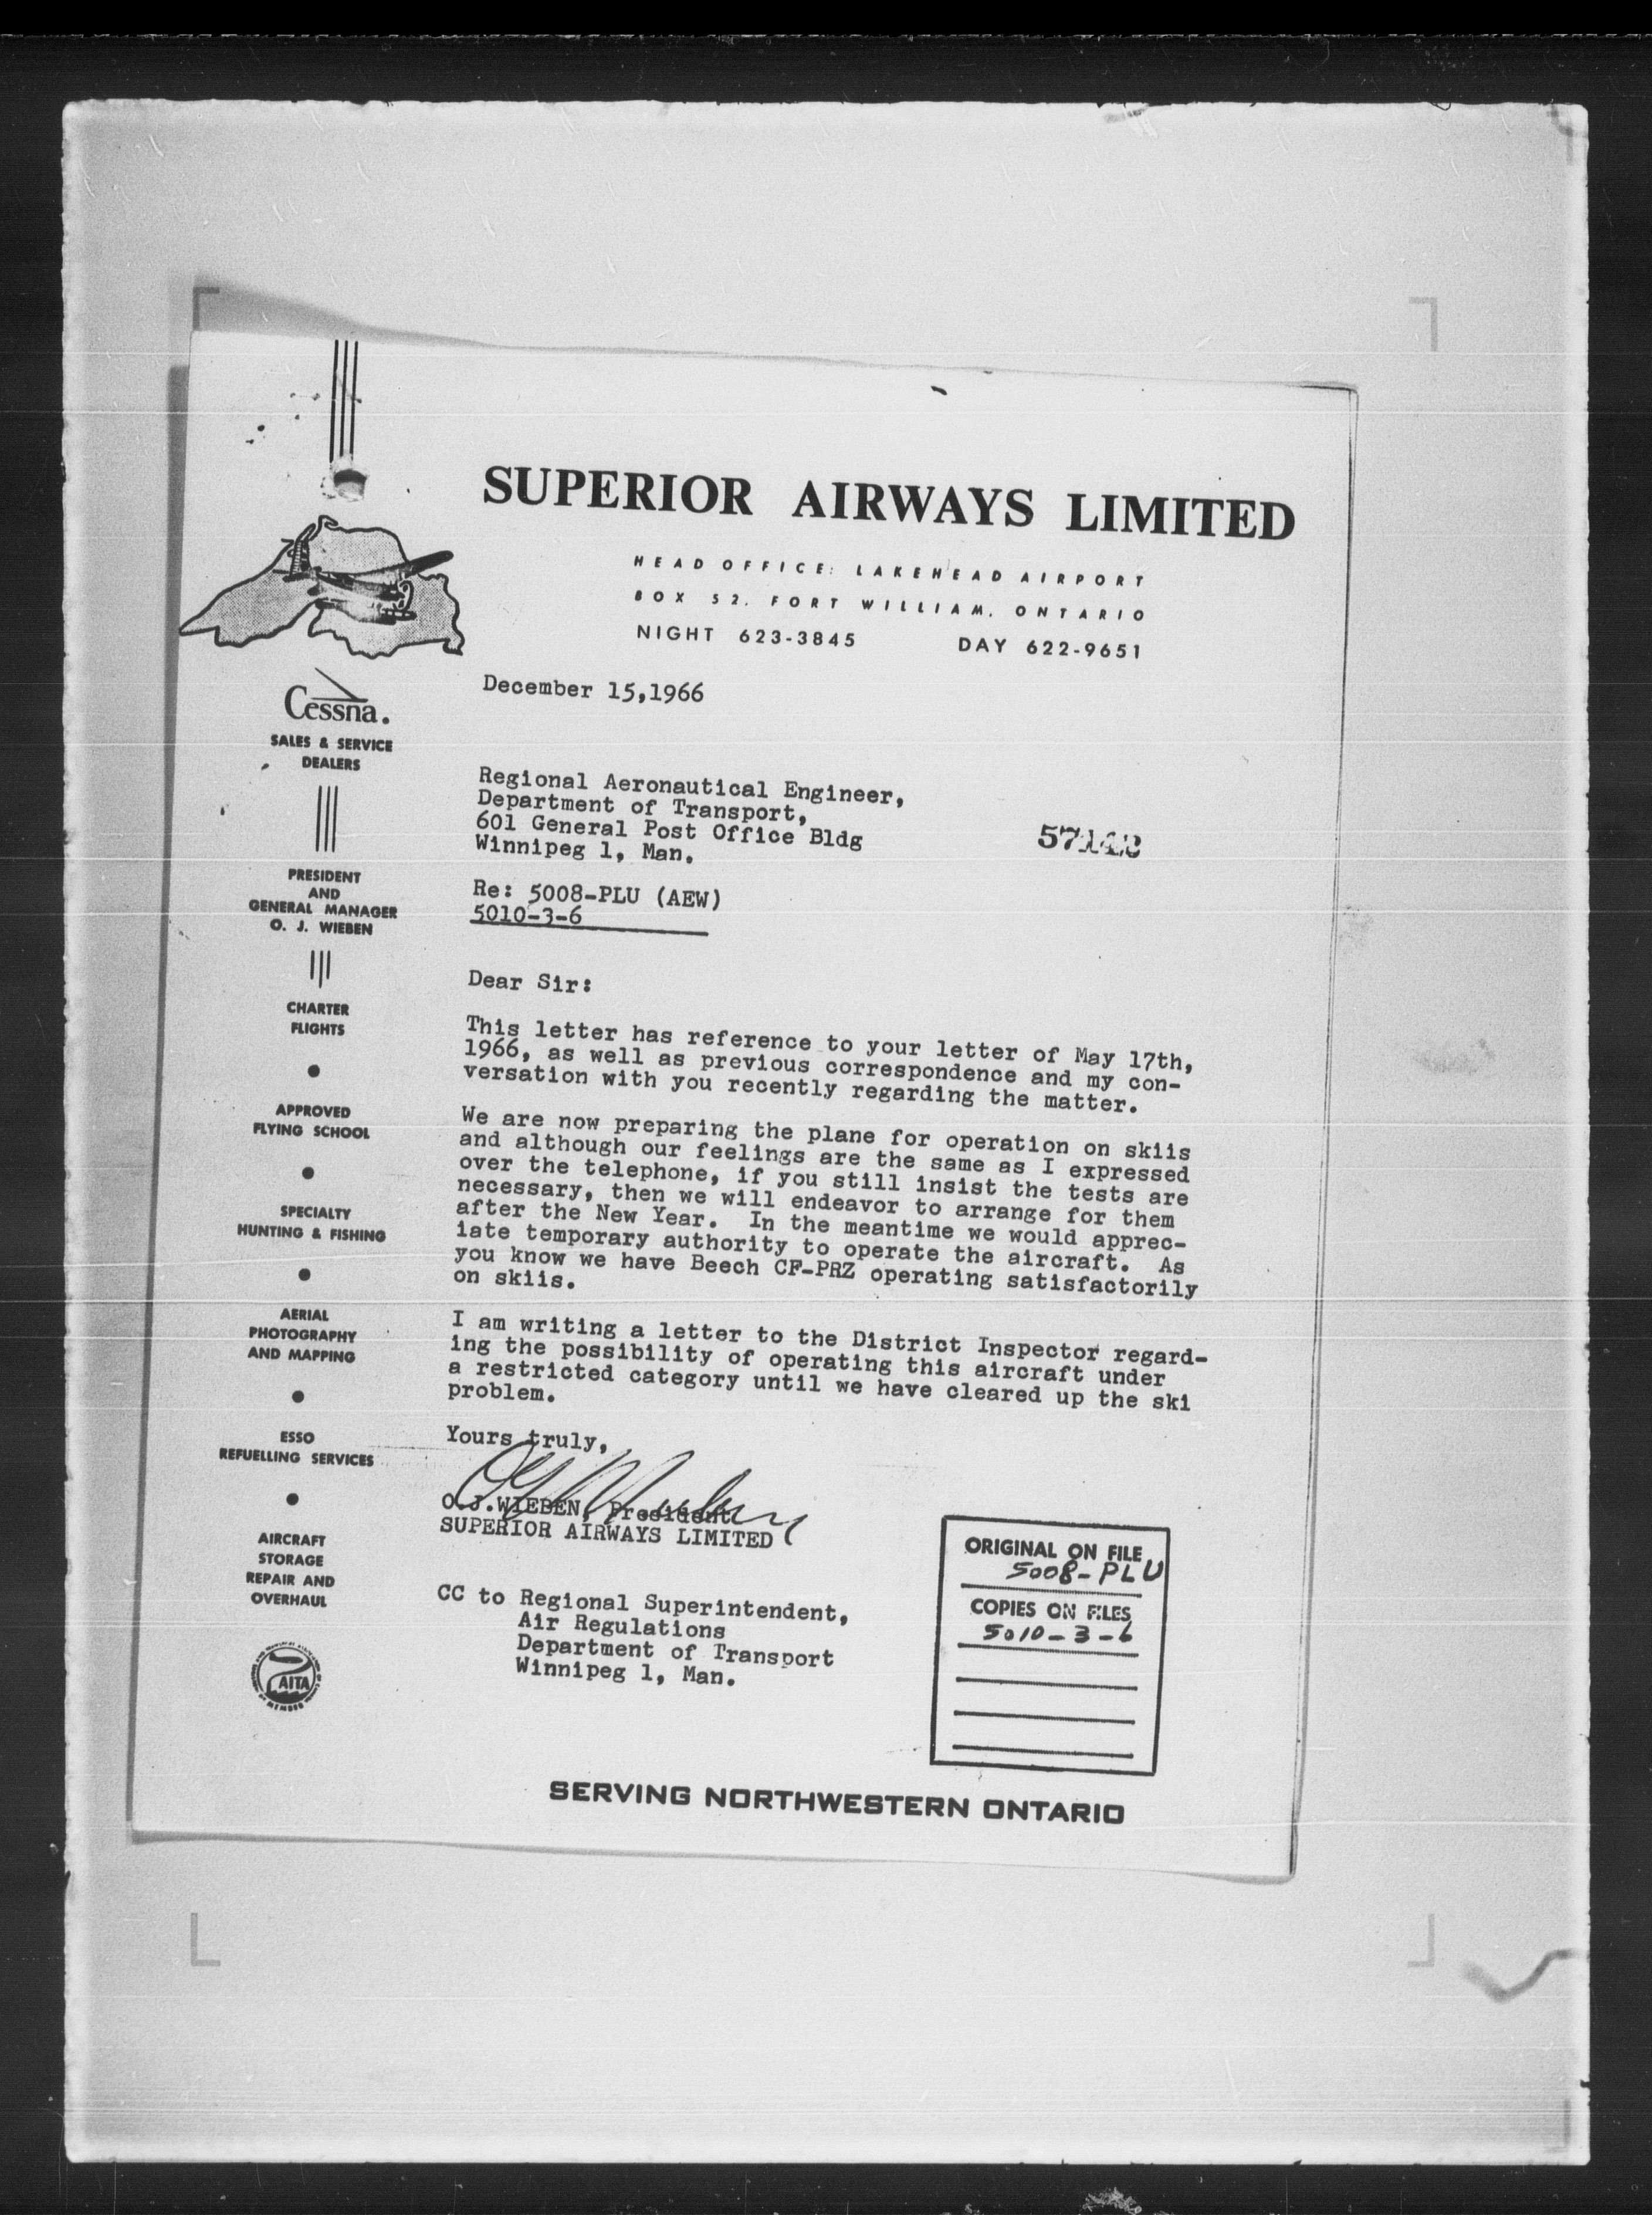 SUPERIOR AIRWAYS LIMITED
HEAD OFFICE: LAKEHEAD AIRPORT
BOX 52, FORT WILLIAM, ONTARIO
NIGHT 623-3845 DAY 622-9651
Cessna.
SALES & SERVICE
DEALERS
PRESIDENT
AND
GENERAL MANAGER
O. J. WIEBEN
CHARTER
FLIGHTS
APPROVED
FLYING SCHOOL
SPECIALTY
HUNTING & FISHING
AERIAL
PHOTOGRAPHY
AND MAPPING
ESSO
REFUELLING SERVICES
AIRCRAFT
STORAGE
REPAIR AND
OVERHAUL
AITA
MEMBER
December 15,1966
Regional Aeronautical Engineer,
Department of Transport,
601 General Post Office Bldg
Winnipeg 1, Man.
Re: 5008-PLU (AEW)
5010-3-6
Dear Sir:
This letter has reference to your letter of May 17th,
1966, as well as previous correspondence and my con-
versation with you recently regarding the matter.
We are now preparing the plane for operation on skiis
and although our feelings are the same as I expressed
over the telephone, if you still insist the tests are
necessary, then we will endeavor to arrange for them
after the New Year. In the meantime we would apprec-
iate temporary authority to operate the aircraft. As
you know we have Beech CF-PRZ operating satisfactorily
on skiis.
I am writing a letter to the District Inspector regard-
ing the possibility of operating this aircraft under
a restricted category until we have cleared up the ski
problem.
Yours truly,
O.J.WIEBEN, President
SUPERIOR AIRWAYS LIMITED
CC to Regional Superintendent,
Air Regulations
Department of Transport
Winnipeg 1, Man.
ORIGINAL ON FILE
5008-PLU
COPIES ON FILES
5010-3-6
SERVING NORTHWESTERN ONTARIO